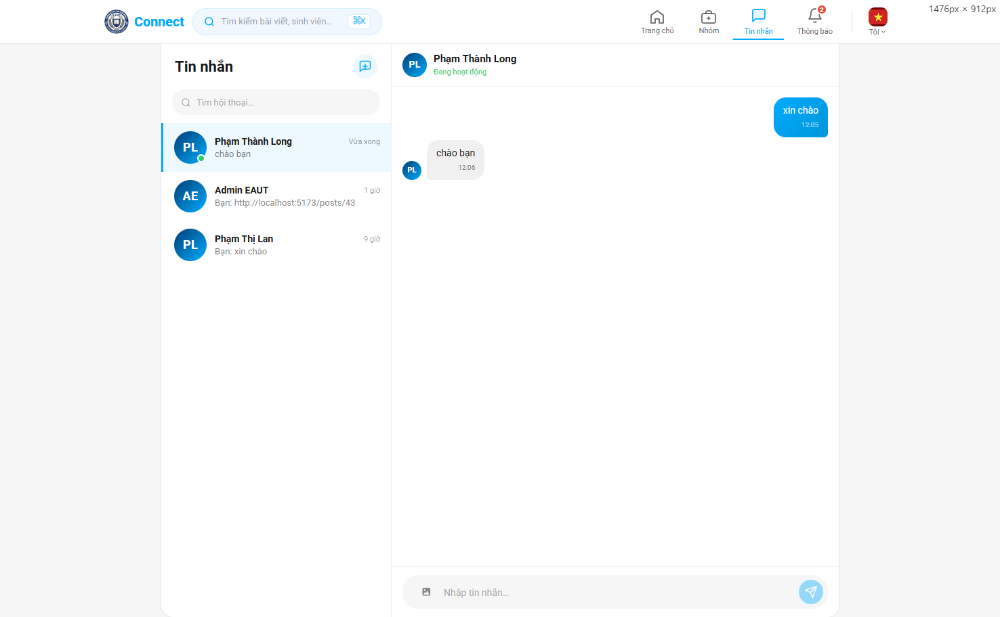 Connect
Tìm kiếm bài viết, sinh viên...
⌘K
Trang chủ
Nhóm
Tin nhắn
2
Thông báo
Tôi
1476px × 912px
Tin nhắn
Tìm hội thoại...
PL
Phạm Thành Long
Vừa xong
chào bạn
AE
Admin EAUT
1 giờ
Bạn: http://localhost:5173/posts/43
PL
Phạm Thị Lan
9 giờ
Bạn: xin chào
PL
Phạm Thành Long
Đang hoạt động
xin chào
12:05
PL
chào bạn
12:06
Nhập tin nhắn...